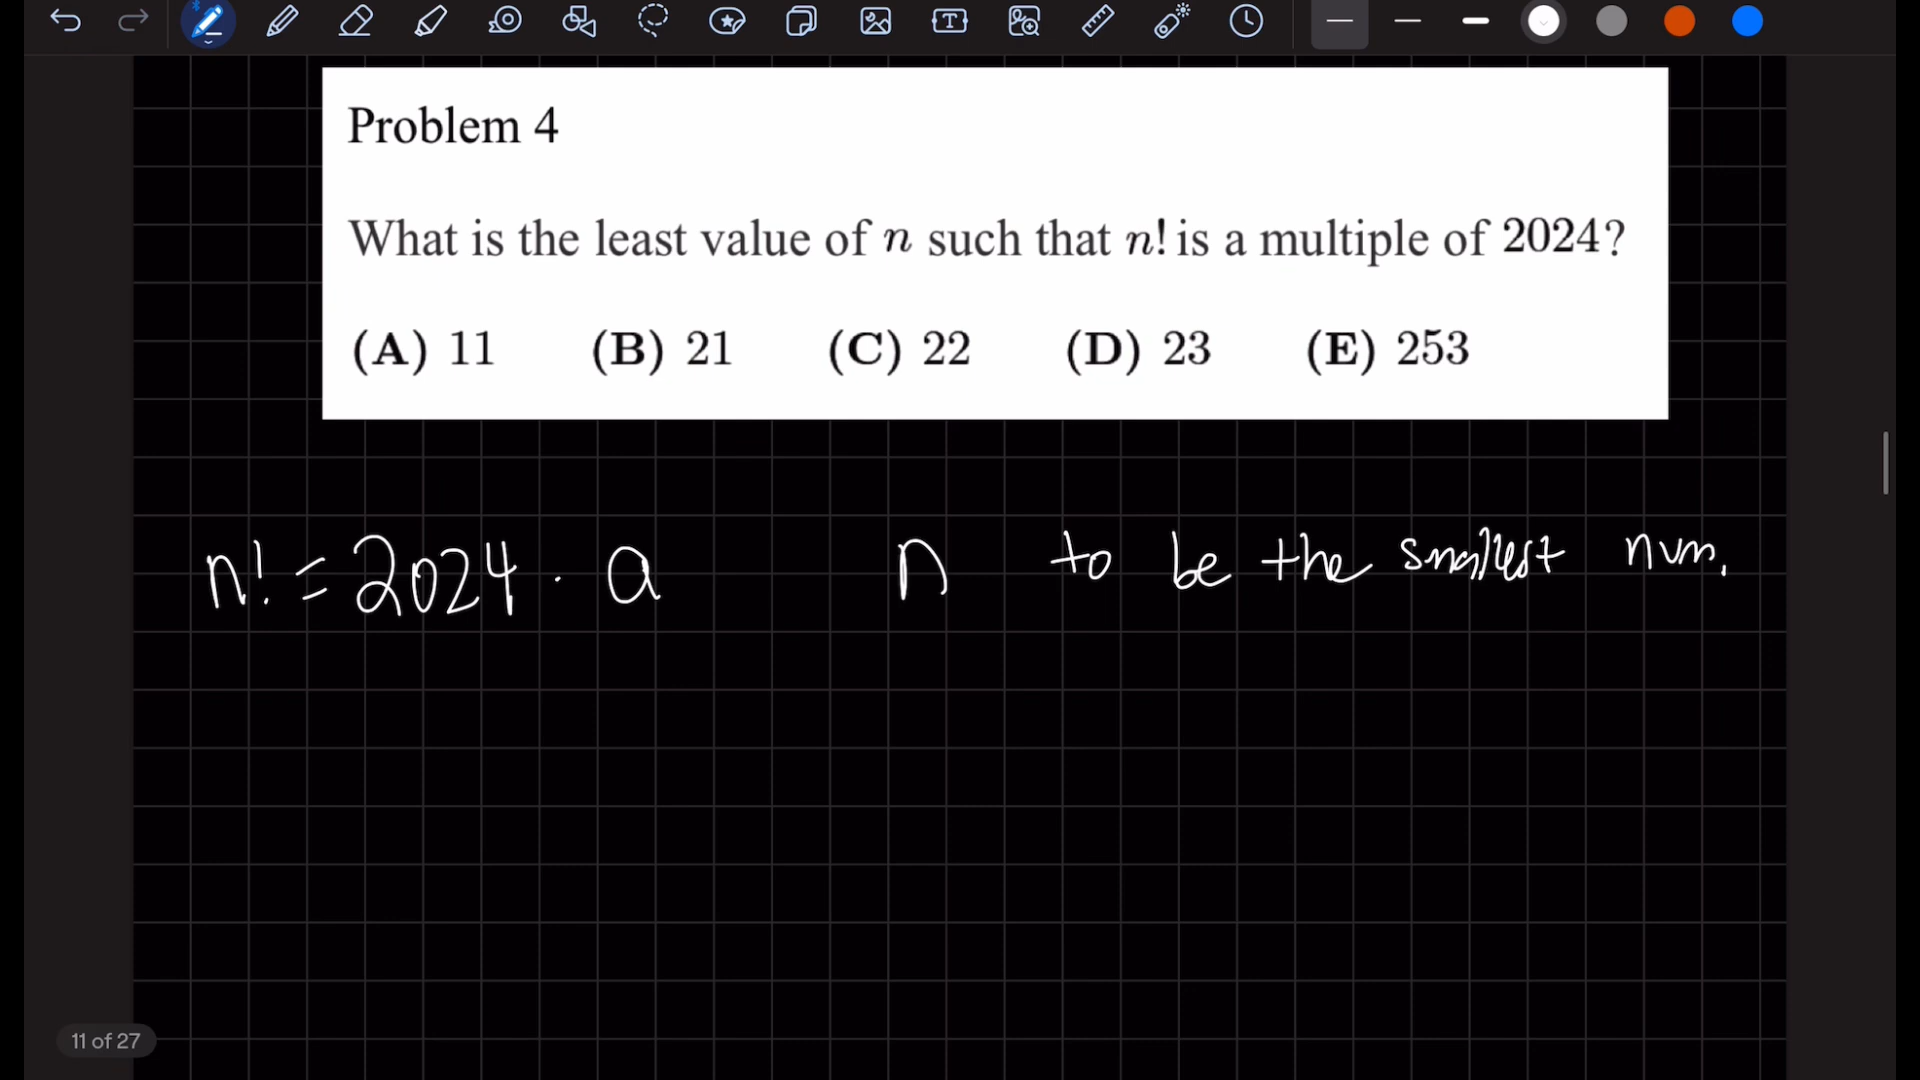 Problem 4
What is the least value of n such that n! is a multiple of 2024?
(A) 11 (B) 21 (C) 22 (D) 23 (E) 253
n! = 2024 · a n to be the smallest num.
11 of 27